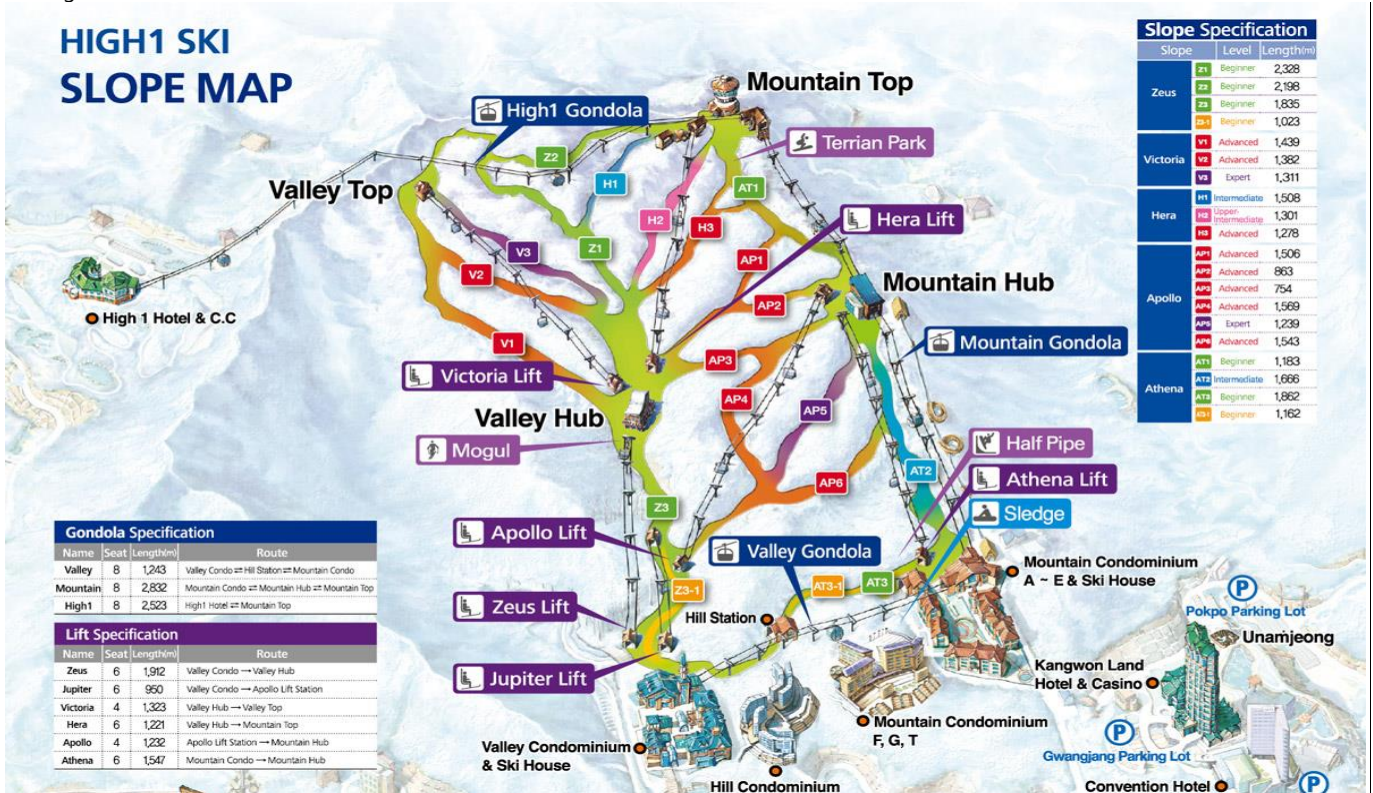 HIGH1 SKI
SLOPE MAP
Mountain Top
High1 Gondola
Terrian Park
Valley Top
Z2
H1
AT1
H2
H3
Hera Lift
Z1
V3
V2
AP1
Mountain Hub
AP2
High 1 Hotel & C.C
V1
AP3
Mountain Gondola
Victoria Lift
AP4
AP5
Valley Hub
Mogul
Half Pipe
AT2
Athena Lift
AP6
Z3
Sledge
Apollo Lift
Valley Gondola
Mountain Condominium
A ~ E & Ski House
Z3-1
AT3-1
AT3
Zeus Lift
Hill Station
P
Pokpo Parking Lot
Unamjeong
Jupiter Lift
Kangwon Land
Hotel & Casino
Mountain Condominium
F, G, T
P
Gwangjang Parking Lot
Valley Condominium
& Ski House
Hill Condominium
Convention Hotel
P
Slope Specification
Slope Level Length(m)
Zeus
Z1 Beginner 2,328
Z2 Beginner 2,198
Z3 Beginner 1,835
Z3-1 Beginner 1,023
Victoria
V1 Advanced 1,439
V2 Advanced 1,382
V3 Expert 1,311
Hera
H1 Intermediate 1,508
H2 Upper-Intermediate 1,301
H3 Advanced 1,278
Apollo
AP1 Advanced 1,506
AP2 Advanced 863
AP3 Advanced 754
AP4 Advanced 1,569
AP5 Expert 1,239
AP6 Advanced 1,543
Athena
AT1 Beginner 1,183
AT2 Intermediate 1,666
AT3 Beginner 1,862
AT3-1 Beginner 1,162
Gondola Specification
Name Seat Length(m) Route
Valley 8 1,243 Valley Condo ⇌ Hill Station ⇌ Mountain Condo
Mountain 8 2,832 Mountain Condo ⇌ Mountain Hub ⇌ Mountain Top
High1 8 2,523 High1 Hotel ⇌ Mountain Top
Lift Specification
Name Seat Length(m) Route
Zeus 6 1,912 Valley Condo → Valley Hub
Jupiter 6 950 Valley Condo → Apollo Lift Station
Victoria 4 1,323 Valley Hub → Valley Top
Hera 6 1,221 Valley Hub → Mountain Top
Apollo 4 1,232 Apollo Lift Station → Mountain Hub
Athena 6 1,547 Mountain Condo → Mountain Hub